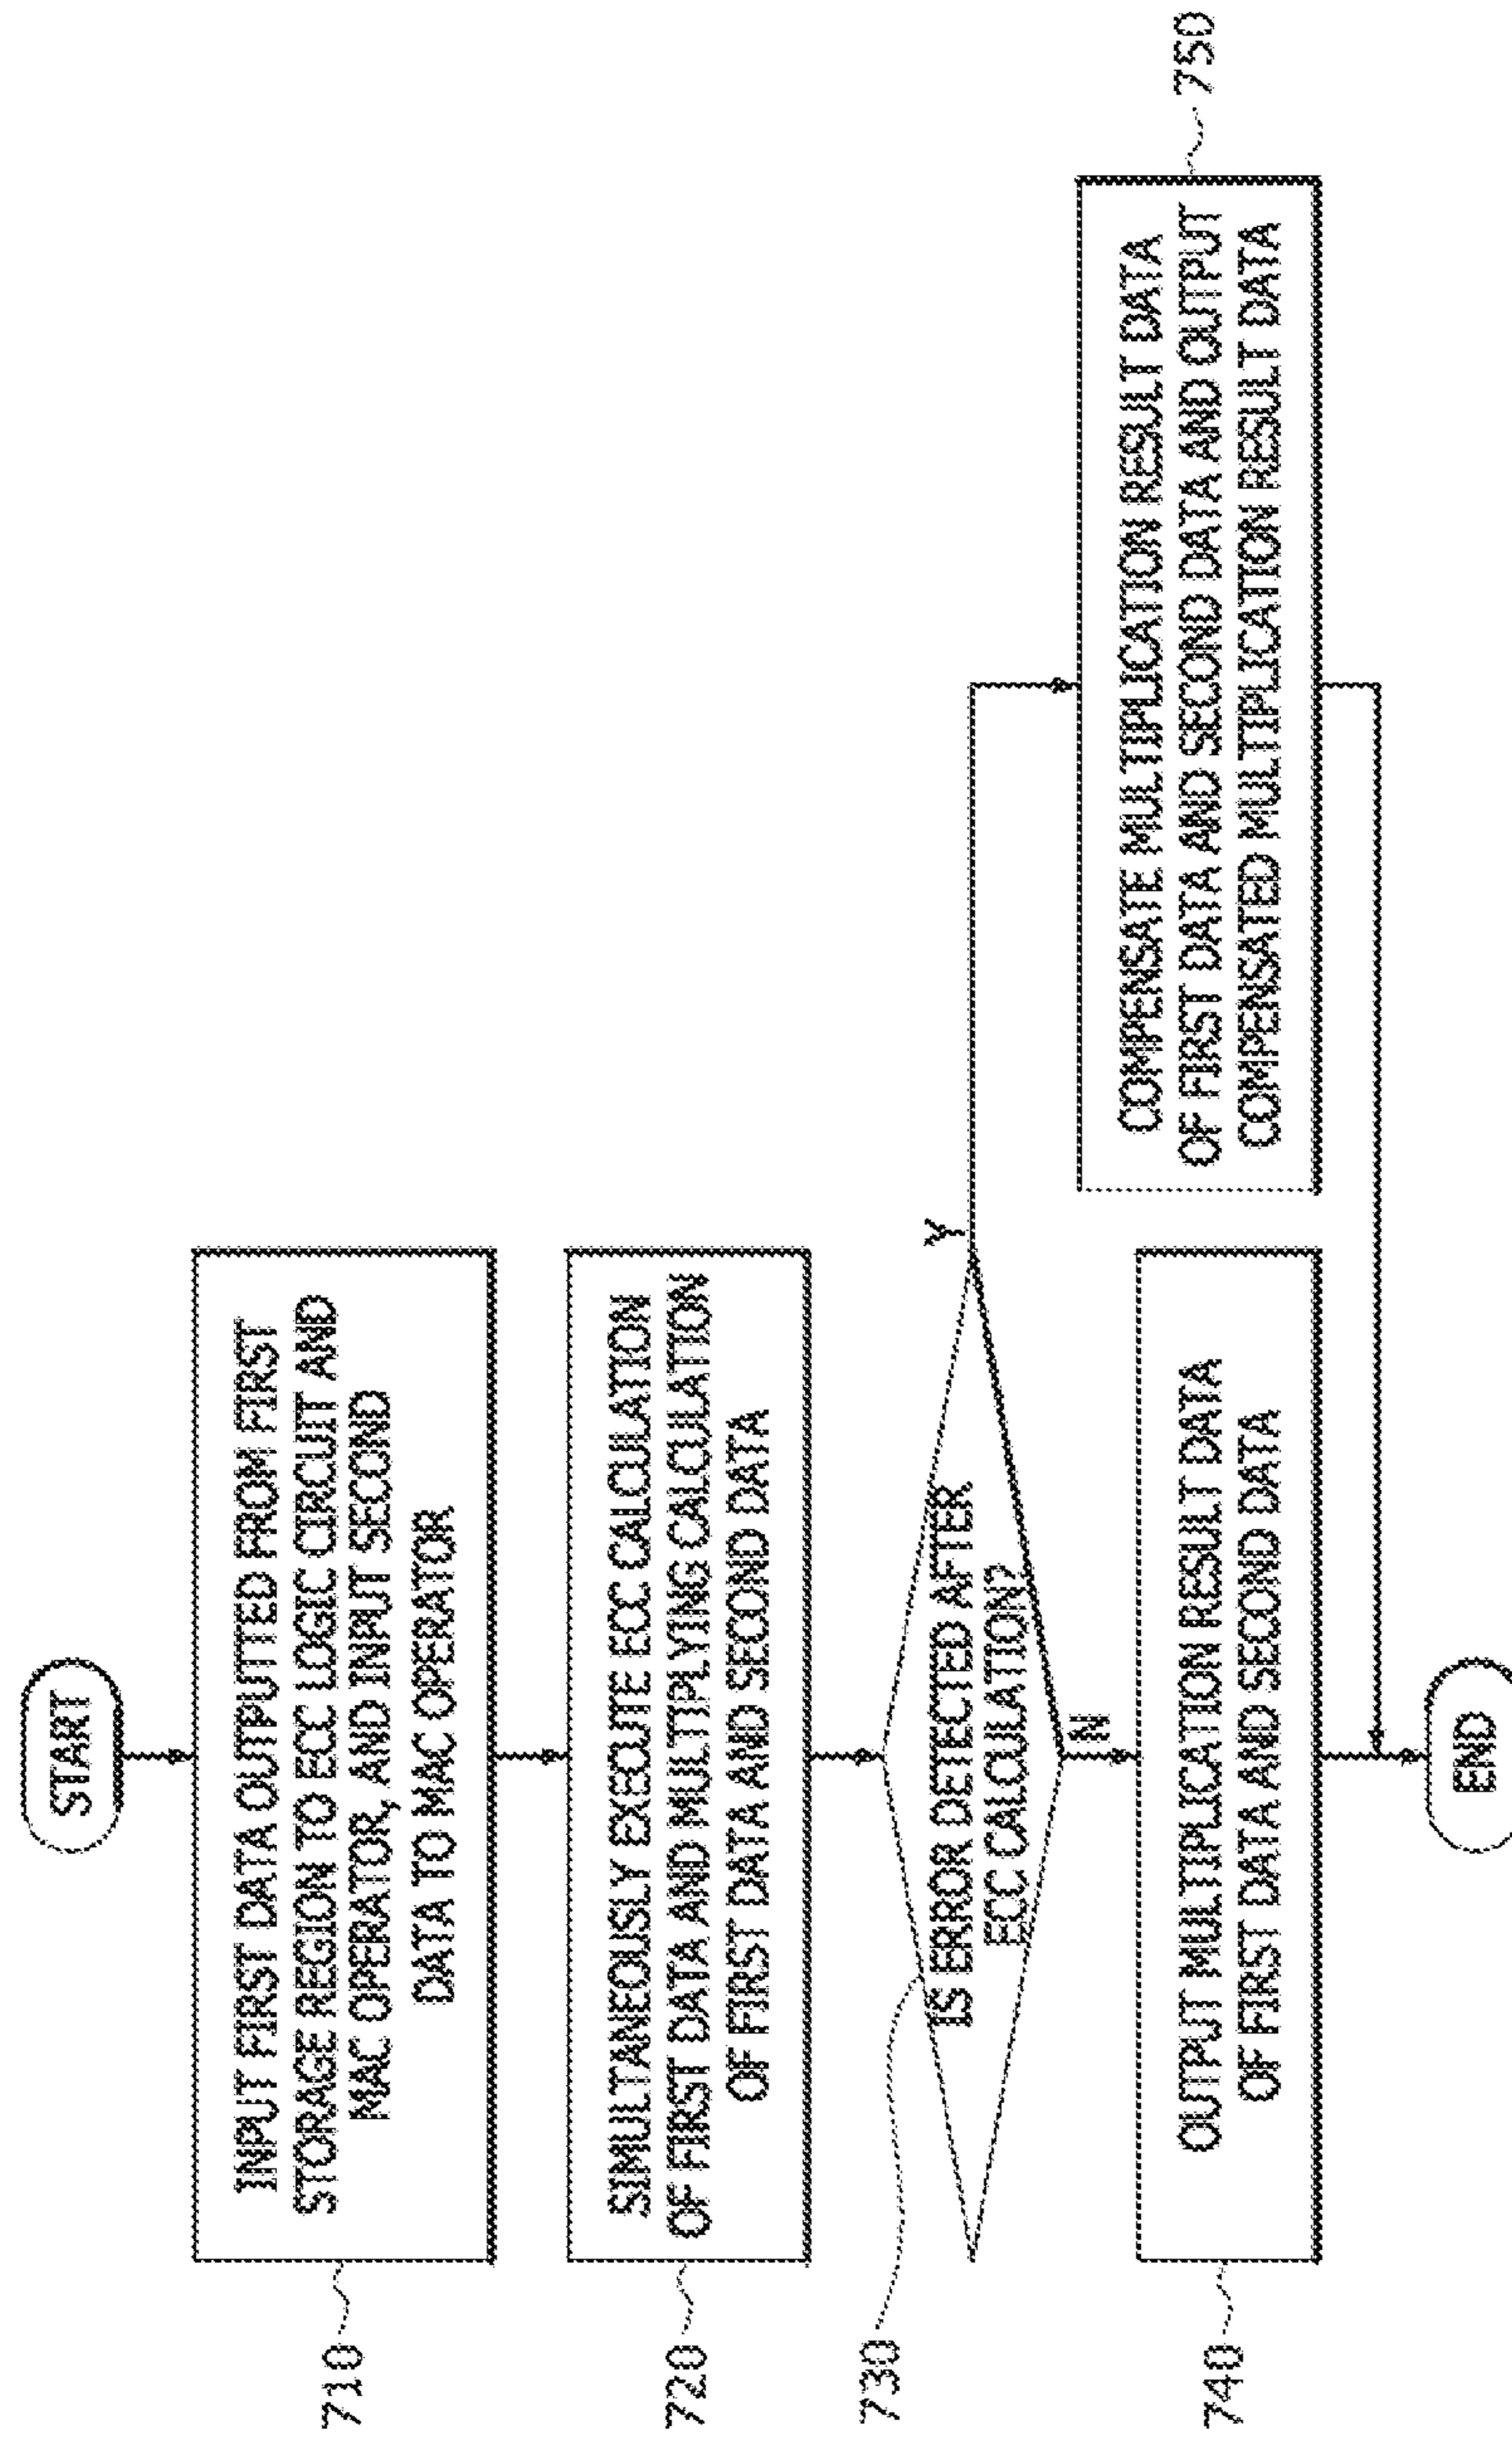 START
INPUT FIRST DATA OUTPUTTED FROM FIRST
STORAGE REGION TO ECC LOGIC CIRCUIT AND
MAC OPERATOR, AND INPUT SECOND
DATA TO MAC OPERATOR
710
SIMULTANEOUSLY EXECUTE ECC CALCULATION
OF FIRST DATA AND MULTIPLYING CALCULATION
OF FIRST DATA AND SECOND DATA
720
IS ERROR DETECTED AFTER
ECC CALCULATION?
730
Y
N
OUTPUT MULTIPLICATION RESULT DATA
OF FIRST DATA AND SECOND DATA
740
COMPENSATE MULTIPLICATION RESULT DATA
OF FIRST DATA AND SECOND DATA AND OUTPUT
COMPENSATED MULTIPLICATION RESULT DATA
750
END